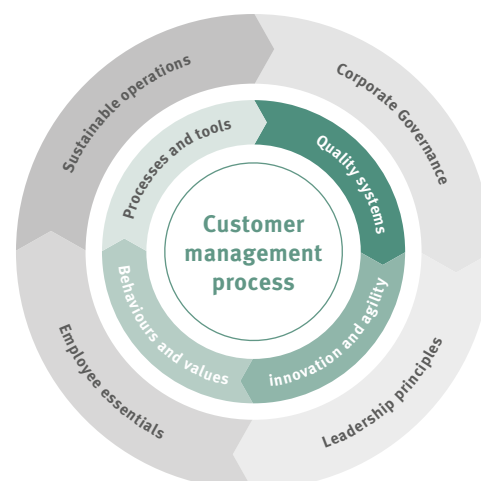 Sustainable operations
Corporate Governance
Processes and tools
Quality systems
Customer
management
process
Behaviours and values
innovation and agility
Employee essentials
Leadership principles